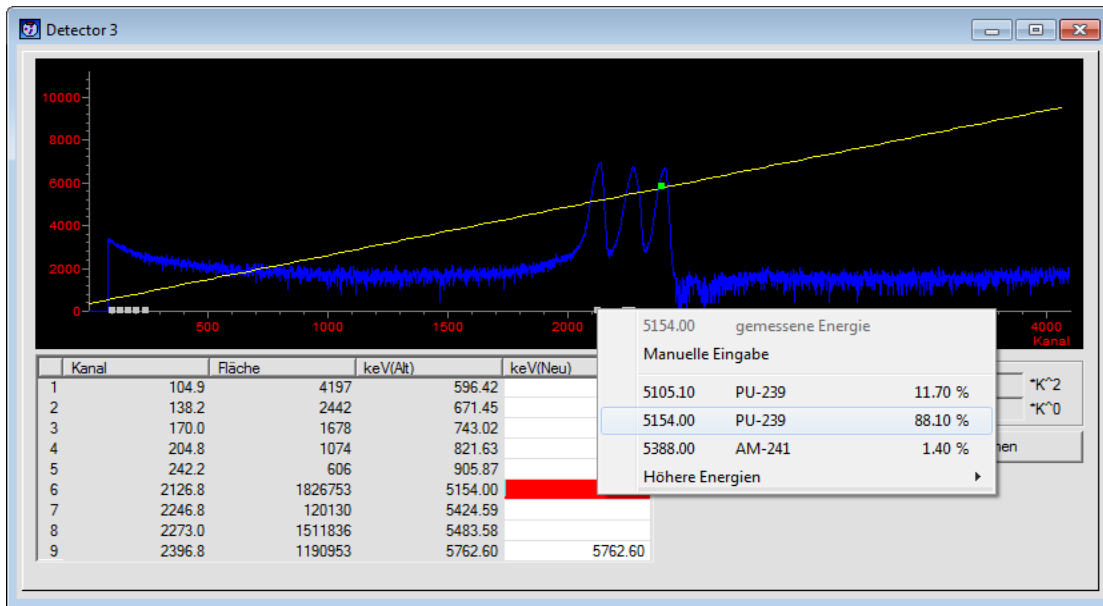 Detector 3
10000
8000
6000
4000
2000
0
500 1000 1500 2000 4000
Kanal
Kanal Fläche keV(Alt) keV(Neu)
1 104.9 4197 596.42
2 138.2 2442 671.45
3 170.0 1678 743.02
4 204.8 1074 821.63
5 242.2 606 905.87
6 2126.8 1826753 5154.00
7 2246.8 120130 5424.59
8 2273.0 1511836 5483.58
9 2396.8 1190953 5762.60 5762.60
5154.00 gemessene Energie
Manuelle Eingabe
5105.10 PU-239 11.70 %
5154.00 PU-239 88.10 %
5388.00 AM-241 1.40 %
Höhere Energien
*K^2
*K^0